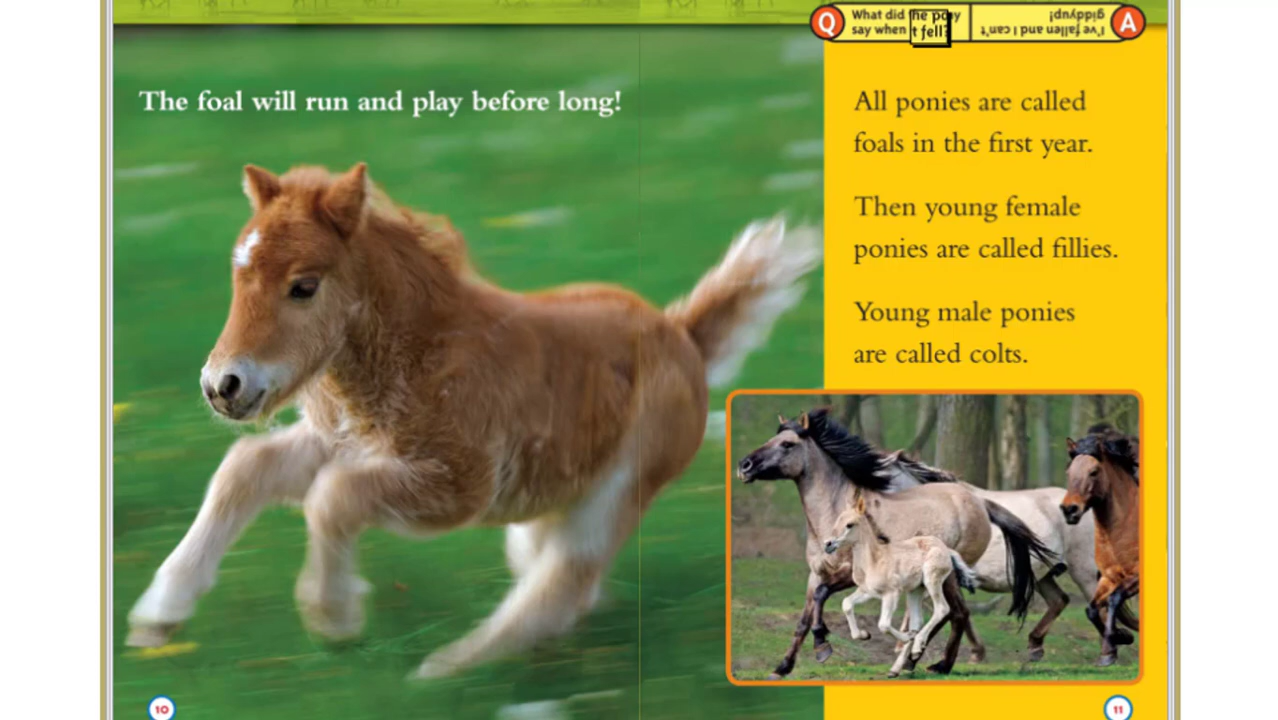 Q
What did the pony
say when it fell?
I've fallen and I can't
giddyup!
A
The foal will run and play before long!
All ponies are called
foals in the first year.
Then young female
ponies are called fillies.
Young male ponies
are called colts.
10
11